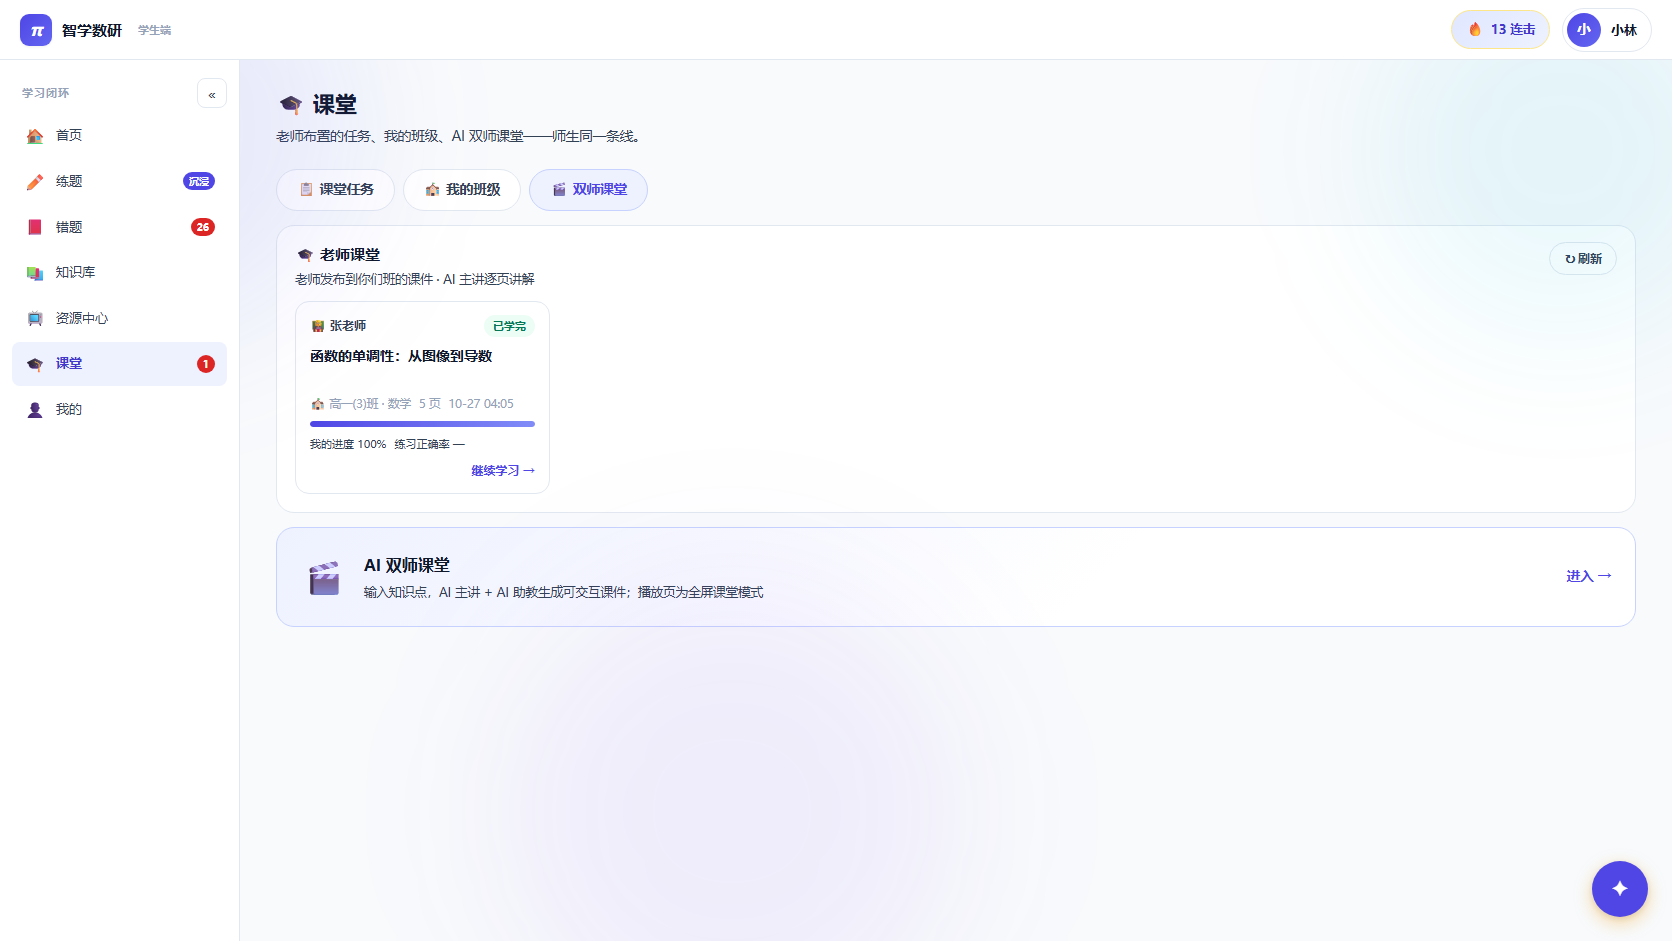 π 智学数研 学生端
13 连击
小 小林
学习闭环 «
首页
练题 沉浸
错题 26
知识库
资源中心
课堂 1
我的
课堂
老师布置的任务、我的班级、AI 双师课堂——师生同一条线。
课堂任务 我的班级 双师课堂
老师课堂
老师发布到你们班的课件 · AI 主讲逐页讲解
↻ 刷新
张老师 已学完
函数的单调性：从图像到导数
高一(3)班 · 数学 5 页 10-27 04:05
我的进度 100% 练习正确率 —
继续学习 →
AI 双师课堂
输入知识点，AI 主讲 + AI 助教生成可交互课件；播放页为全屏课堂模式
进入 →